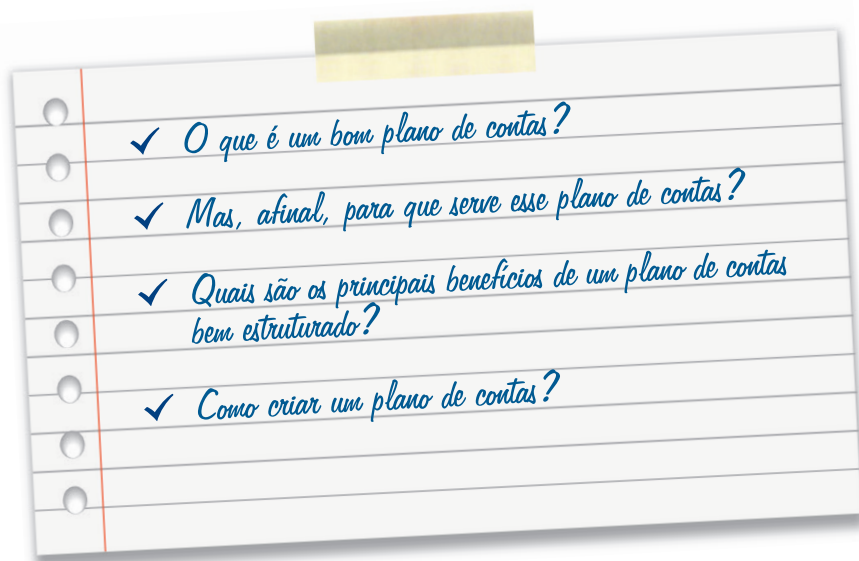 ✓ O que é um bom plano de contas?
✓ Mas, afinal, para que serve esse plano de contas?
✓ Quais são os principais benefícios de um plano de contas
bem estruturado?
✓ Como criar um plano de contas?